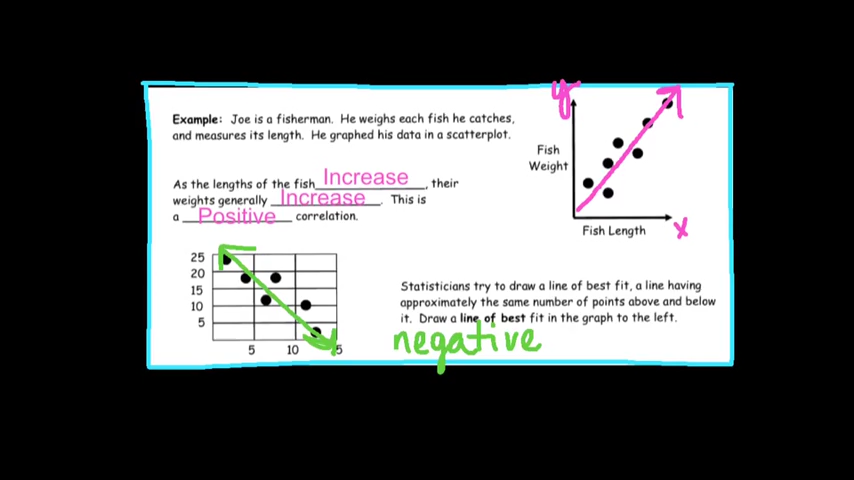 Example: Joe is a fisherman. He weighs each fish he catches,
and measures its length. He graphed his data in a scatterplot.
As the lengths of the fish Increase, their
weights generally Increase. This is
a Positive correlation.
y
Fish
Weight
Fish Length
x
25
20
15
10
5
5 10 5
Statisticians try to draw a line of best fit, a line having
approximately the same number of points above and below
it. Draw a line of best fit in the graph to the left.
negative